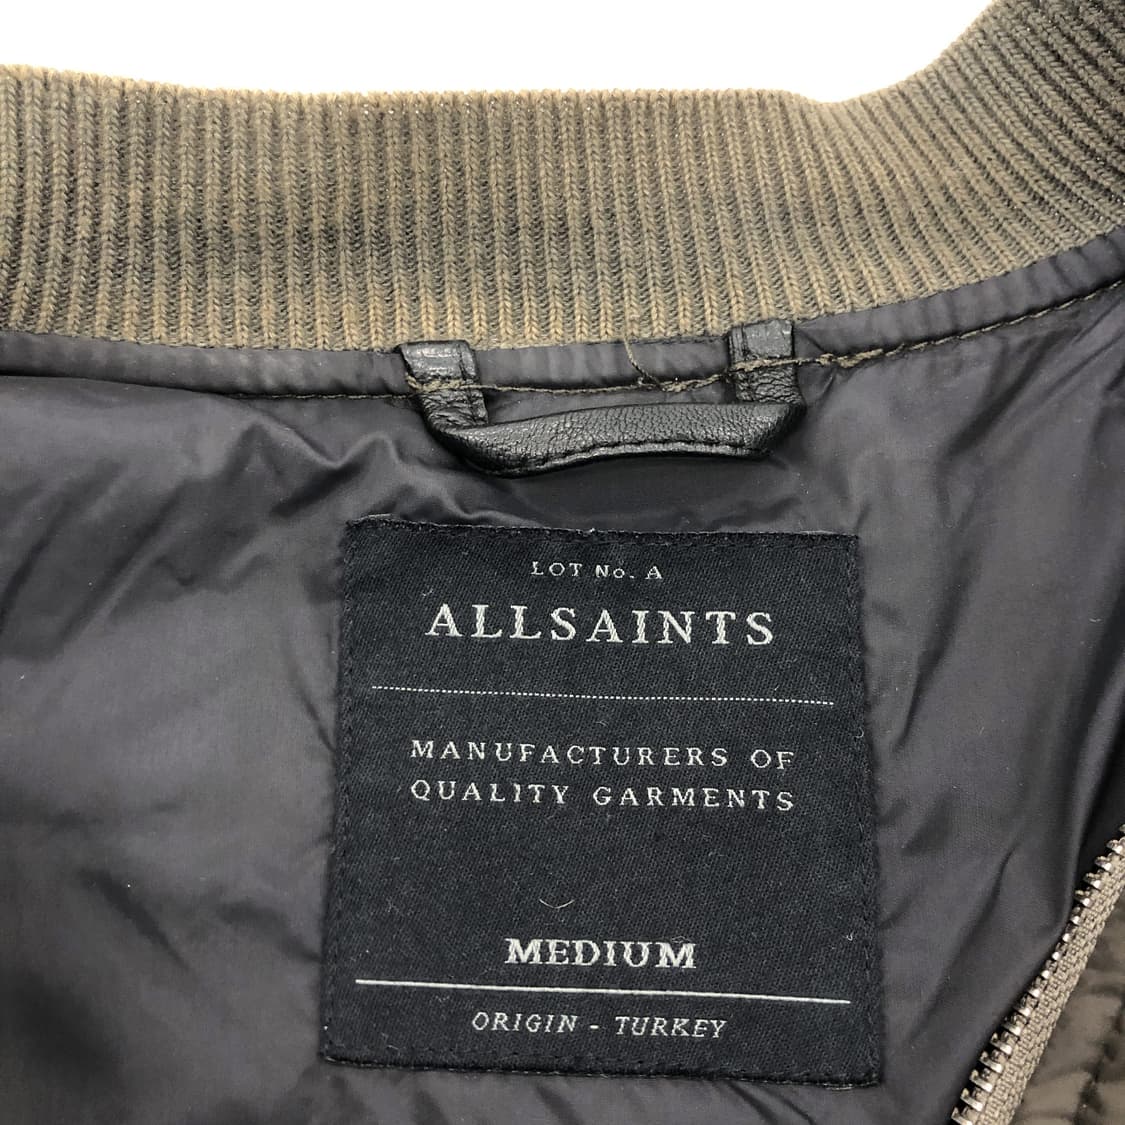 LOT No. A
ALLSAINTS
MANUFACTURERS OF
QUALITY GARMENTS
MEDIUM
ORIGIN - TURKEY